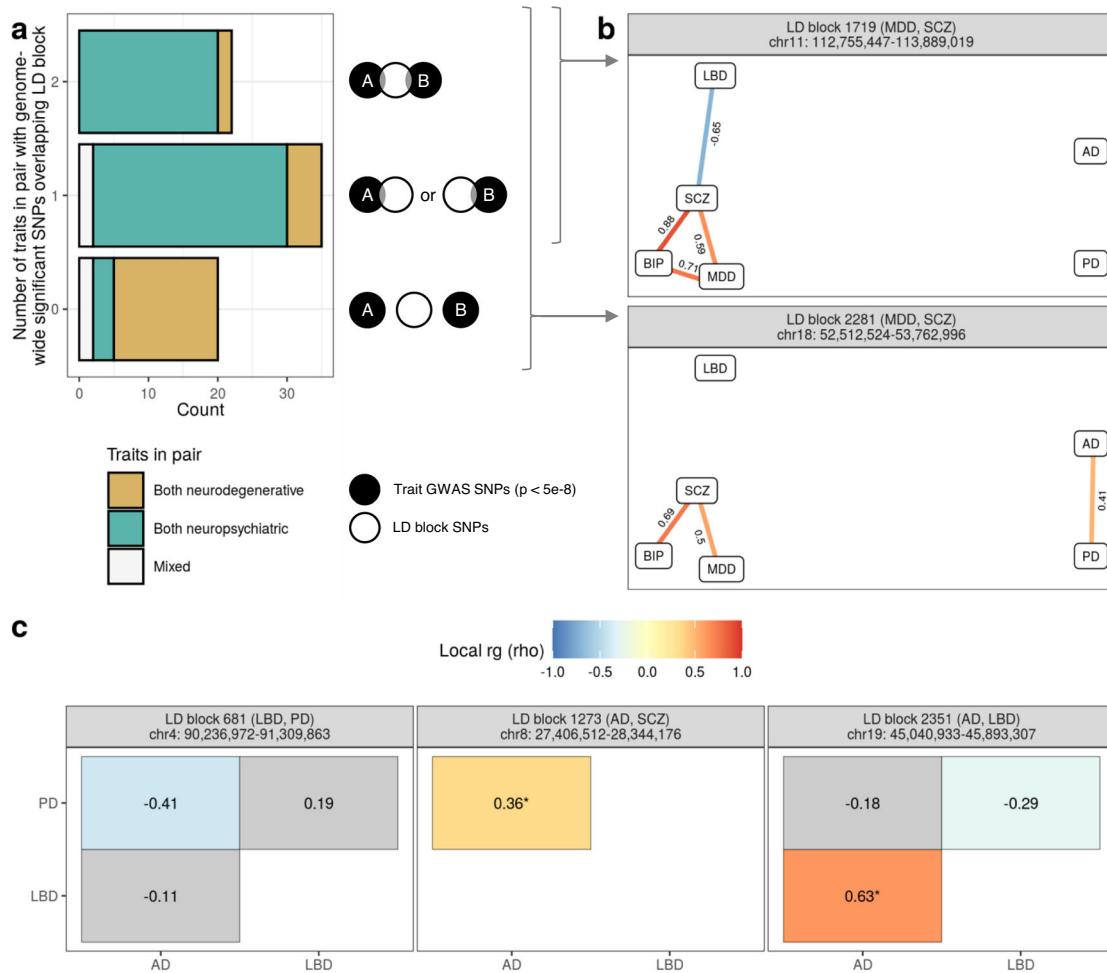 a
Number of traits in pair with genome-
wide significant SNPs overlapping LD block
2
1
0
0
10
20
30
Count
A
B
A
or
B
A
B
Traits in pair
Both neurodegenerative
Both neuropsychiatric
Mixed
Trait GWAS SNPs (p < 5e-8)
LD block SNPs
b
LD block 1719 (MDD, SCZ)
chr11: 112,755,447-113,889,019
LBD
-0.65
AD
SCZ
0.88
0.59
BIP
0.71
MDD
PD
LD block 2281 (MDD, SCZ)
chr18: 52,512,524-53,762,996
LBD
AD
SCZ
0.41
0.69
0.5
BIP
MDD
PD
c
Local rg (rho)
-1.0
-0.5
0.0
0.5
1.0
LD block 681 (LBD, PD)
chr4: 90,236,972-91,309,863
LD block 1273 (AD, SCZ)
chr8: 27,406,512-28,344,176
LD block 2351 (AD, LBD)
chr19: 45,040,933-45,893,307
PD
-0.41
0.19
0.36*
-0.18
-0.29
LBD
-0.11
0.63*
AD
LBD
AD
LBD
AD
LBD